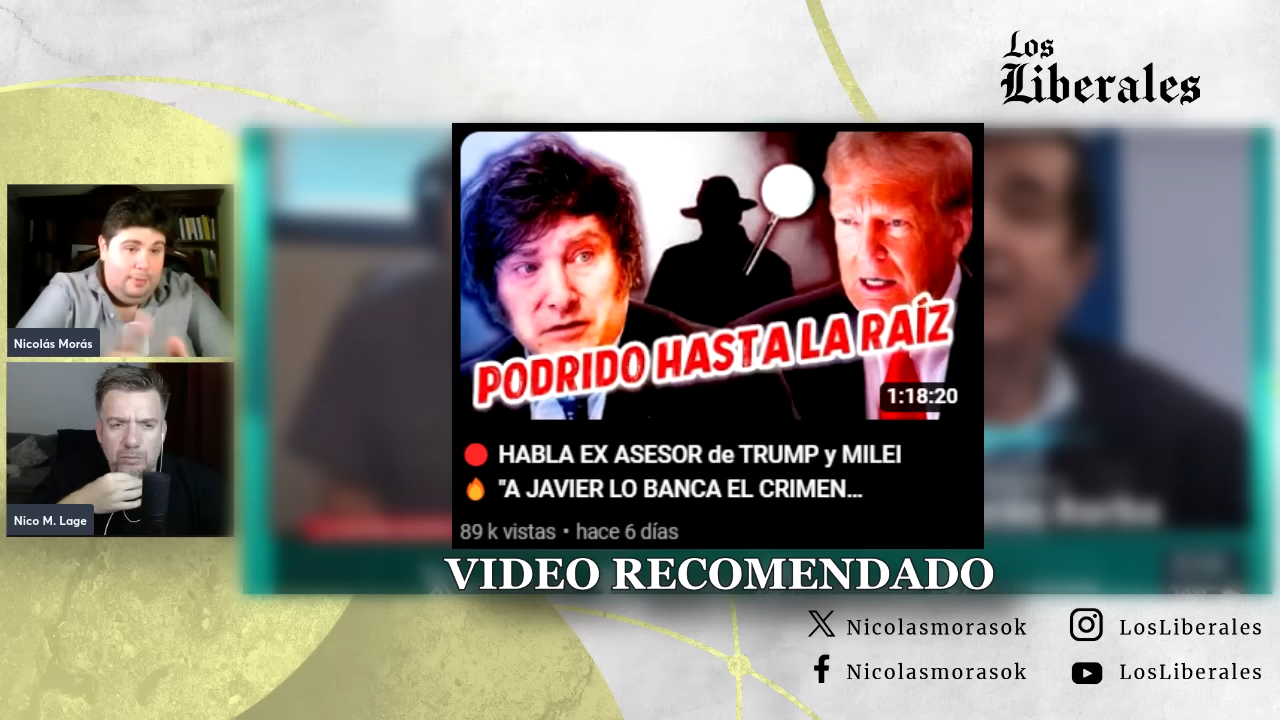 Los
Liberales
Nicolás Morás
Nico M. Lage
PODRIDO HASTA LA RAÍZ
1:18:20
HABLA EX ASESOR de TRUMP y MILEI
"A JAVIER LO BANCA EL CRIMEN...
89 k vistas • hace 6 días
VIDEO RECOMENDADO
Nicolasmorasok
LosLiberales
Nicolasmorasok
LosLiberales